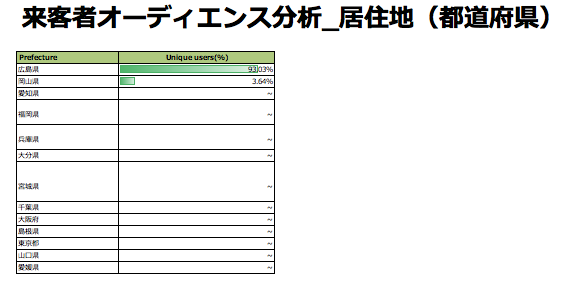 来客者オーディエンス分析_居住地（都道府県）
Prefecture Unique users(%)
広島県 93.03%
岡山県 3.64%
愛知県 ~
福岡県 ~
兵庫県 ~
大分県 ~
宮城県 ~
千葉県 ~
大阪府 ~
島根県 ~
東京都 ~
山口県 ~
愛媛県 ~